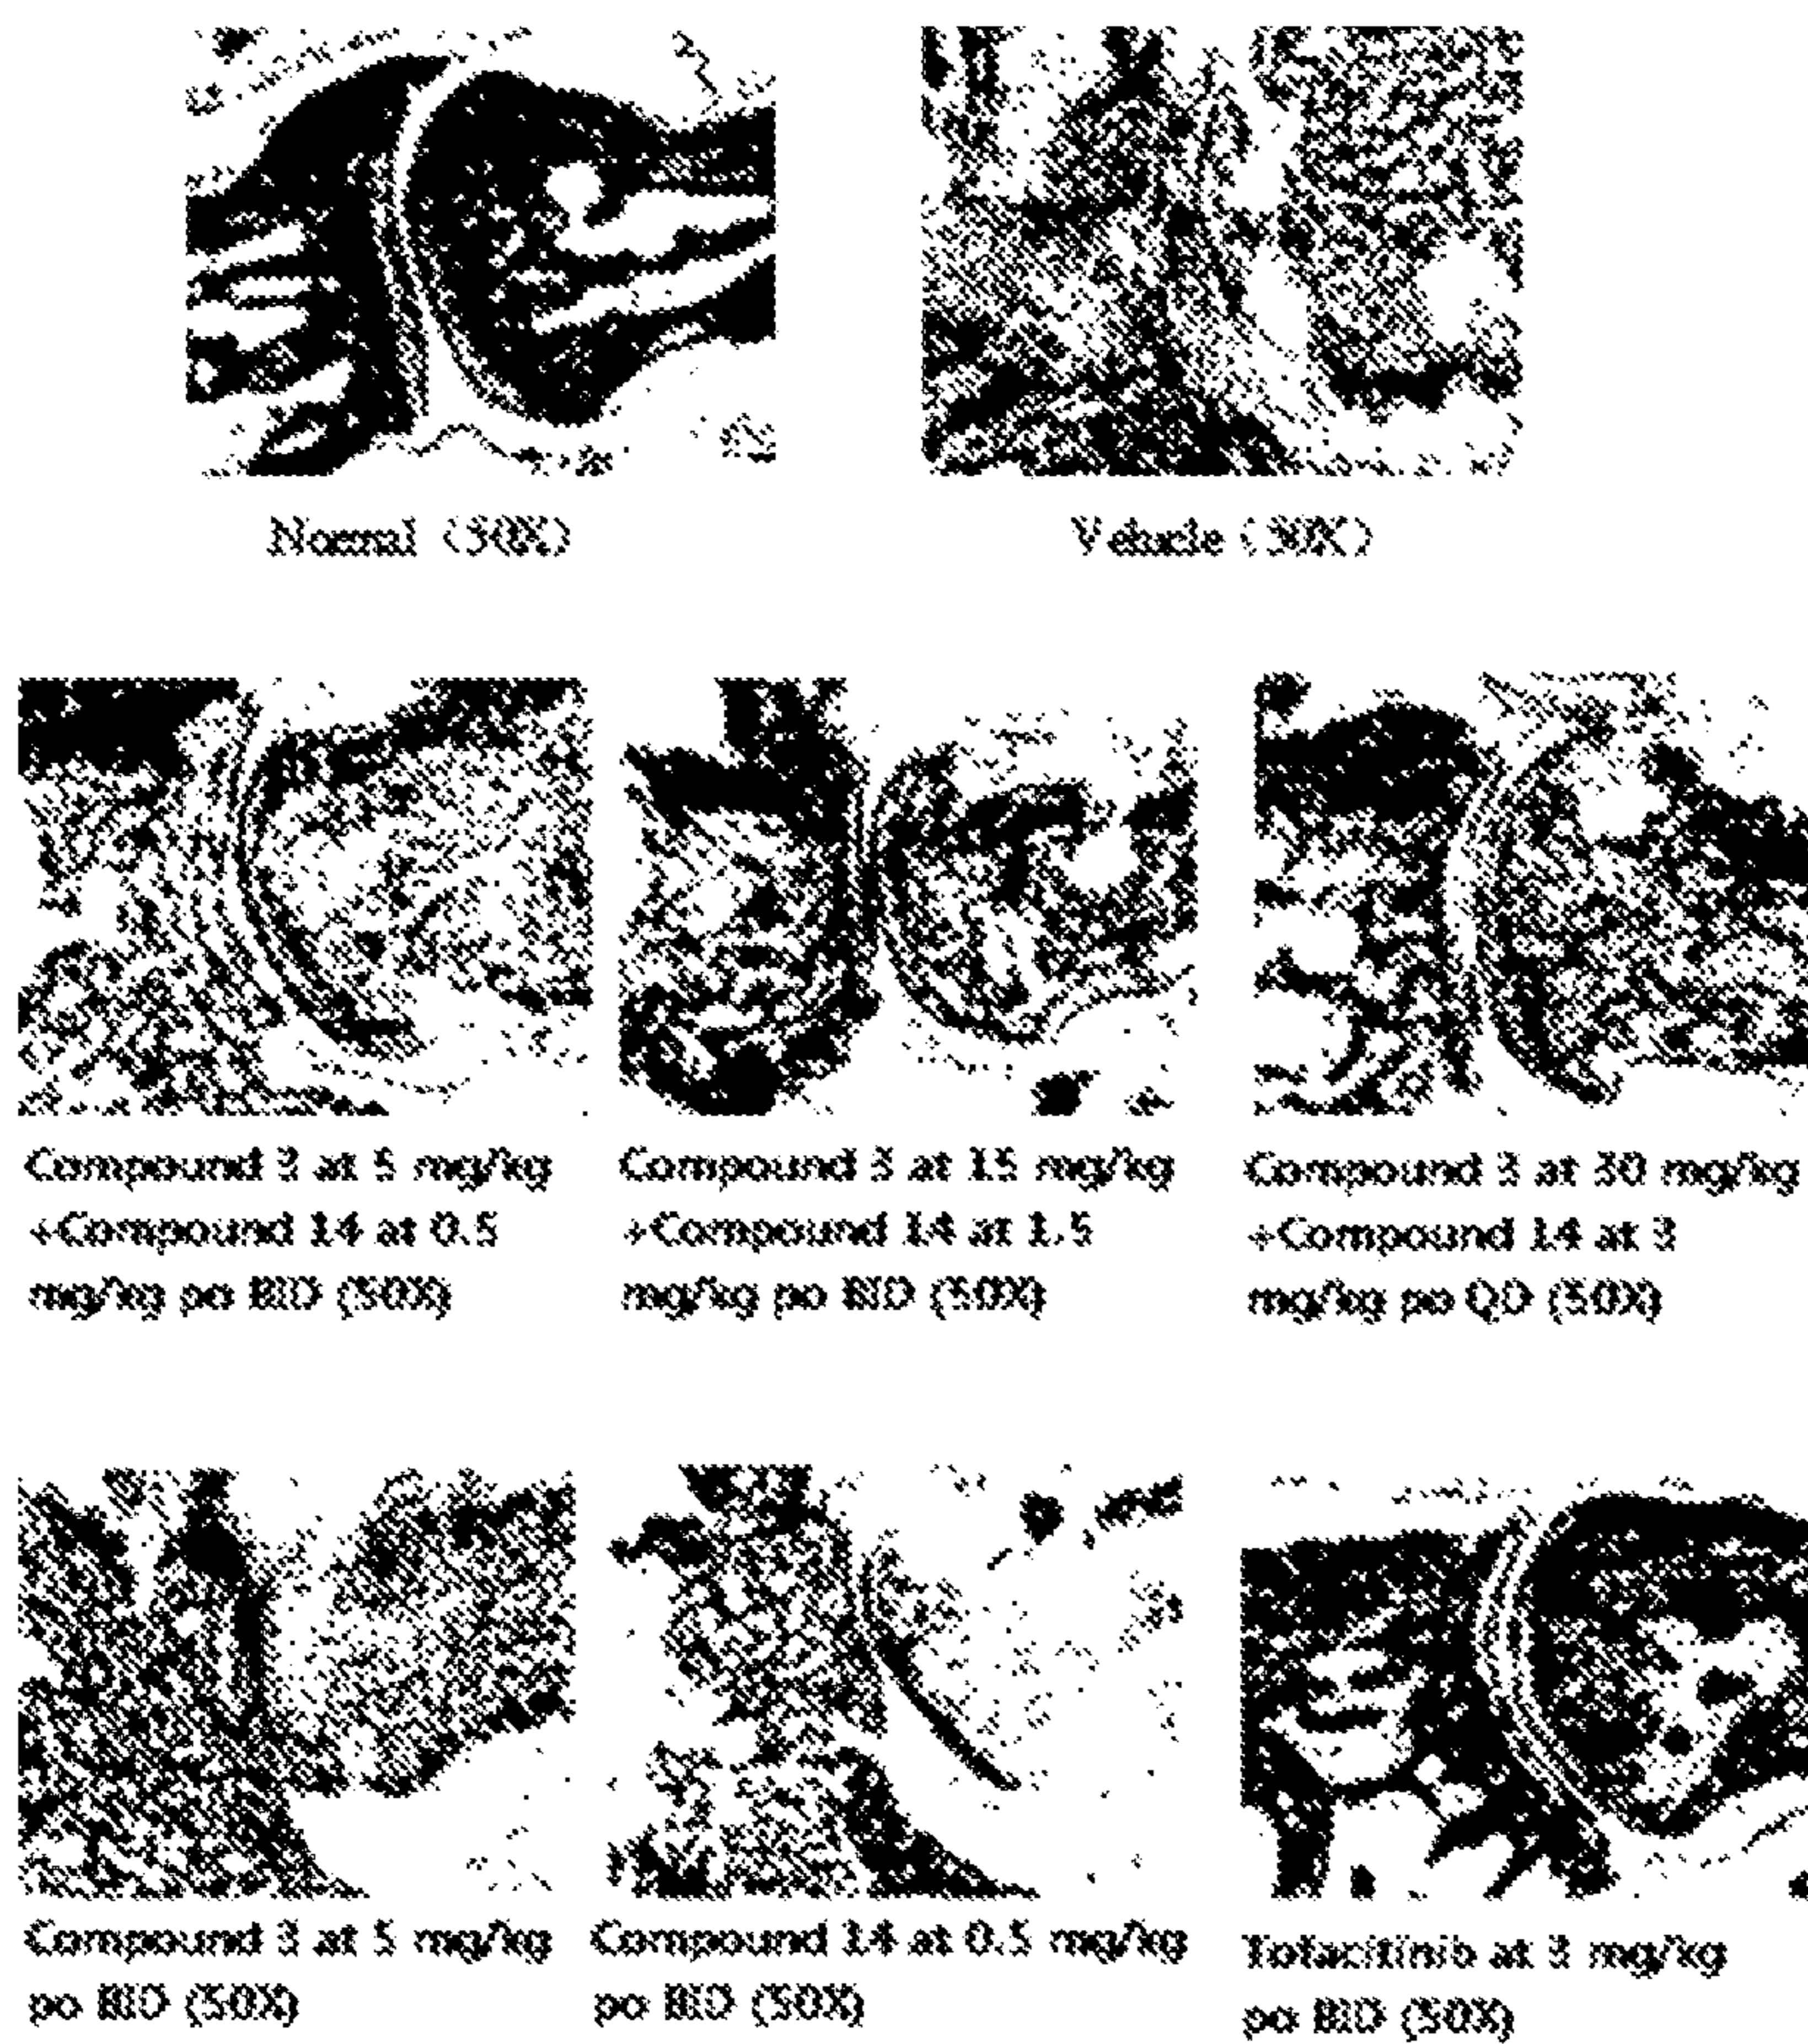 Normal (50X)
Vehicle (50X)
Compound 3 at 5 mg/kg
+Compound 14 at 0.5
mg/kg po BID (50X)
Compound 3 at 15 mg/kg
+Compound 14 at 1.5
mg/kg po BID (50X)
Compound 3 at 30 mg/kg
+Compound 14 at 3
mg/kg po QD (50X)
Compound 3 at 5 mg/kg
po BID (50X)
Compound 14 at 0.5 mg/kg
po BID (50X)
Tofacitinib at 3 mg/kg
po BID (50X)